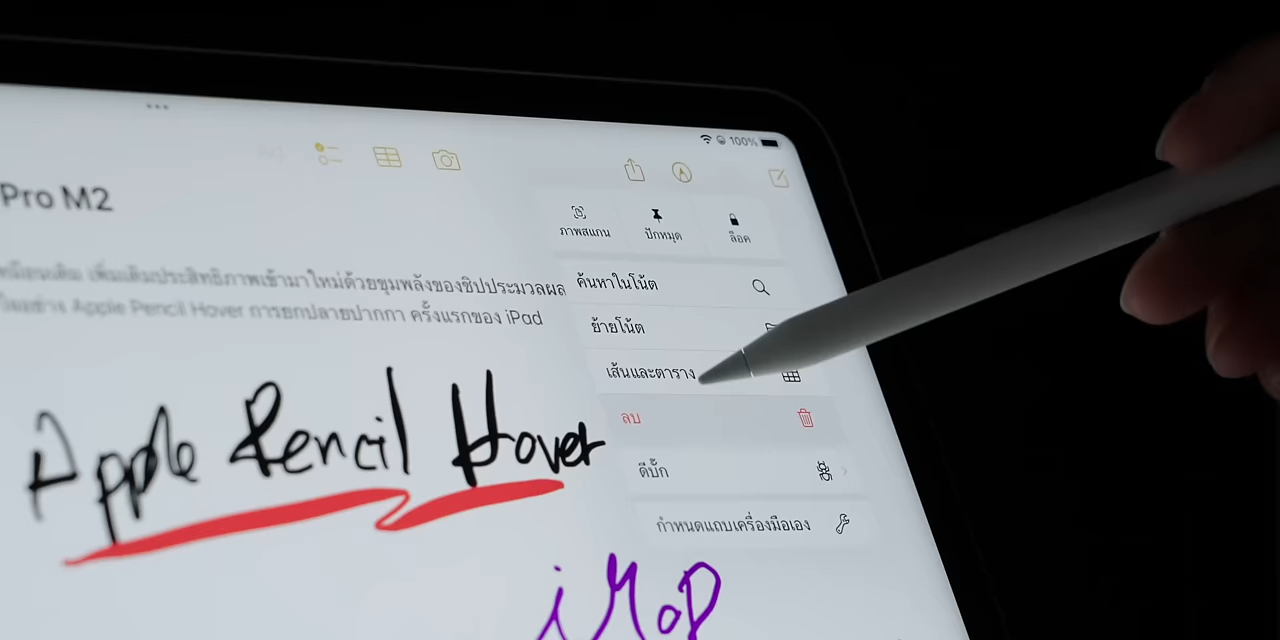 100%
Pro M2
ภาพสแกน
ปักหมุด
ล็อค
เพิ่มเติมประสิทธิภาพเข้ามาใหม่ด้วยขุมพลังของชิปประมวลผล
Apple Pencil Hover การยกปลายปากกา ครั้งแรกของ iPad
ค้นหาในโน้ต
ย้ายโน้ต
เส้นและตาราง
ลบ
ดีบั๊ก
กำหนดแถบเครื่องมือเอง
Apple Pencil Hover
iMoD